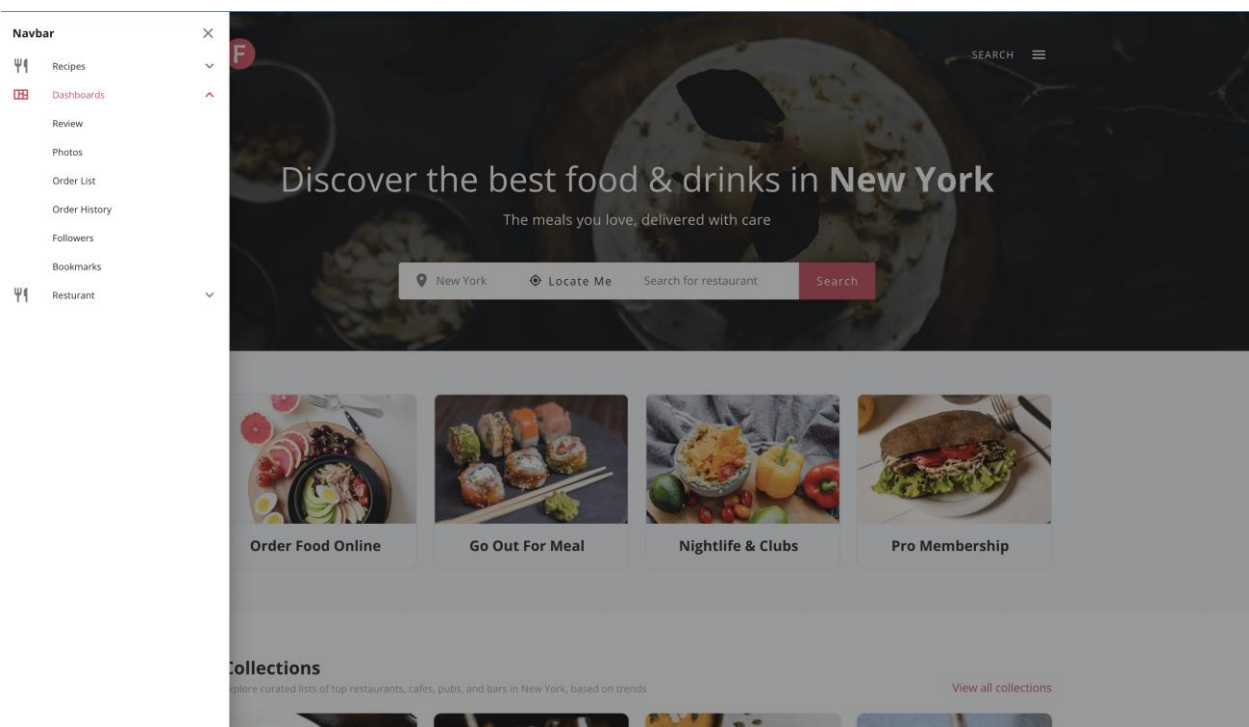 Navbar
Recipes
Dashboards
Review
Photos
Order List
Order History
Followers
Bookmarks
Resturant
F
SEARCH
Discover the best food & drinks in New York
The meals you love, delivered with care
New York Locate Me Search for restaurant Search
Order Food Online Go Out For Meal Nightlife & Clubs Pro Membership
Collections
xplore curated lists of top restaurants, cafes, pubs, and bars in New York, based on trends
View all collections